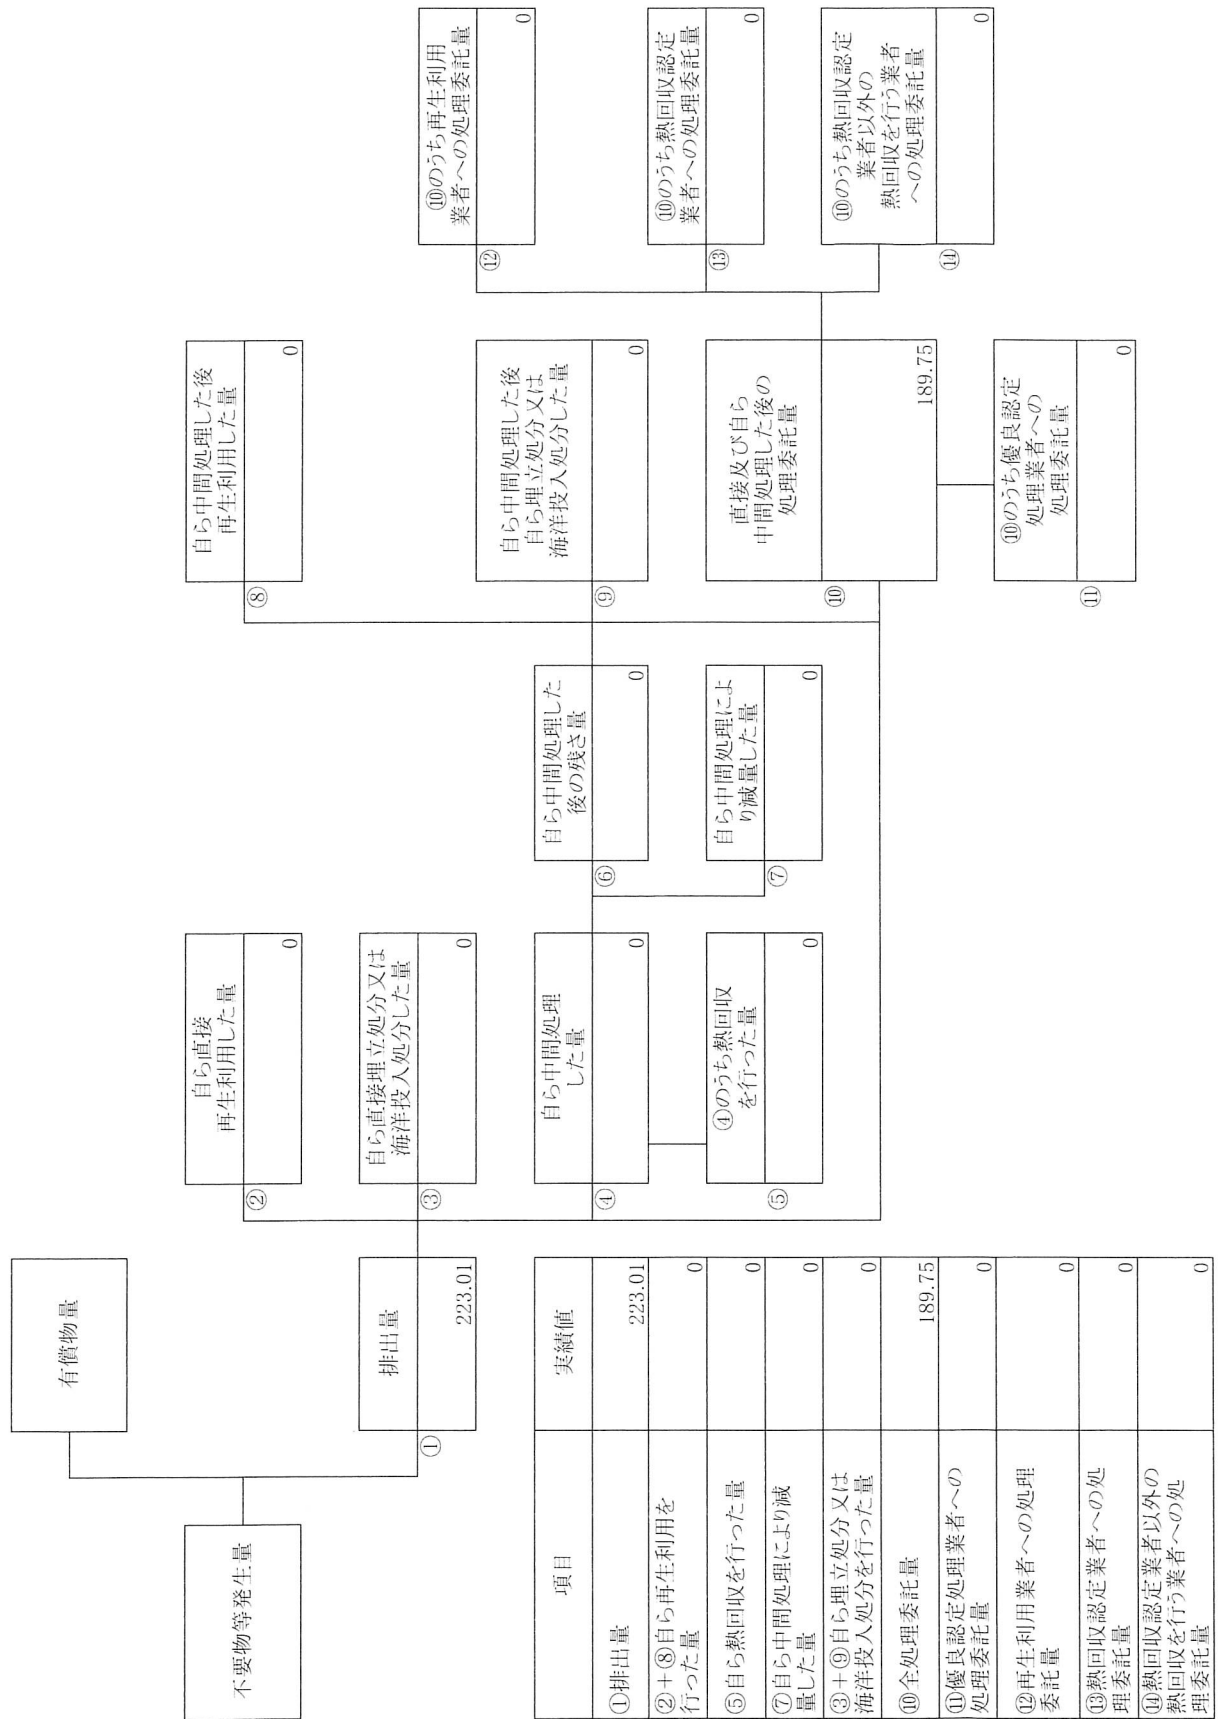 不要物等発生量
有償物量
①
排出量
223.01
②
自ら直接
再生利用した量
0
③
自ら直接埋立処分又は
海洋投入処分した量
0
④
自ら中間処理
した量
0
⑤
④のうち熱回収
を行った量
0
⑥
自ら中間処理した
後の残さ量
0
⑦
自ら中間処理によ
り減量した量
0
⑧
自ら中間処理した後
再生利用した量
0
⑨
自ら中間処理した後
自ら埋立処分又は
海洋投入処分した量
0
⑩
直接及び自ら
中間処理した後の
処理委託量
189.75
⑪
⑩のうち優良認定
処理業者への
処理委託量
0
⑫
⑩のうち再生利用
業者への処理委託量
0
⑬
⑩のうち熱回収認定
業者への処理委託量
0
⑭
⑩のうち熱回収認定
業者以外の
熱回収を行う業者
への処理委託量
0
項目 実績値
①排出量 223.01
②＋⑧自ら再生利用を
行った量 0
⑤自ら熱回収を行った量 0
⑦自ら中間処理により減
量した量 0
③＋⑨自ら埋立処分又は
海洋投入処分を行った量 0
⑩全処理委託量 189.75
⑪優良認定処理業者への
処理委託量 0
⑫再生利用業者への処理
委託量 0
⑬熱回収認定業者への処
理委託量 0
⑭熱回収認定業者以外の
熱回収を行う業者への処
理委託量 0